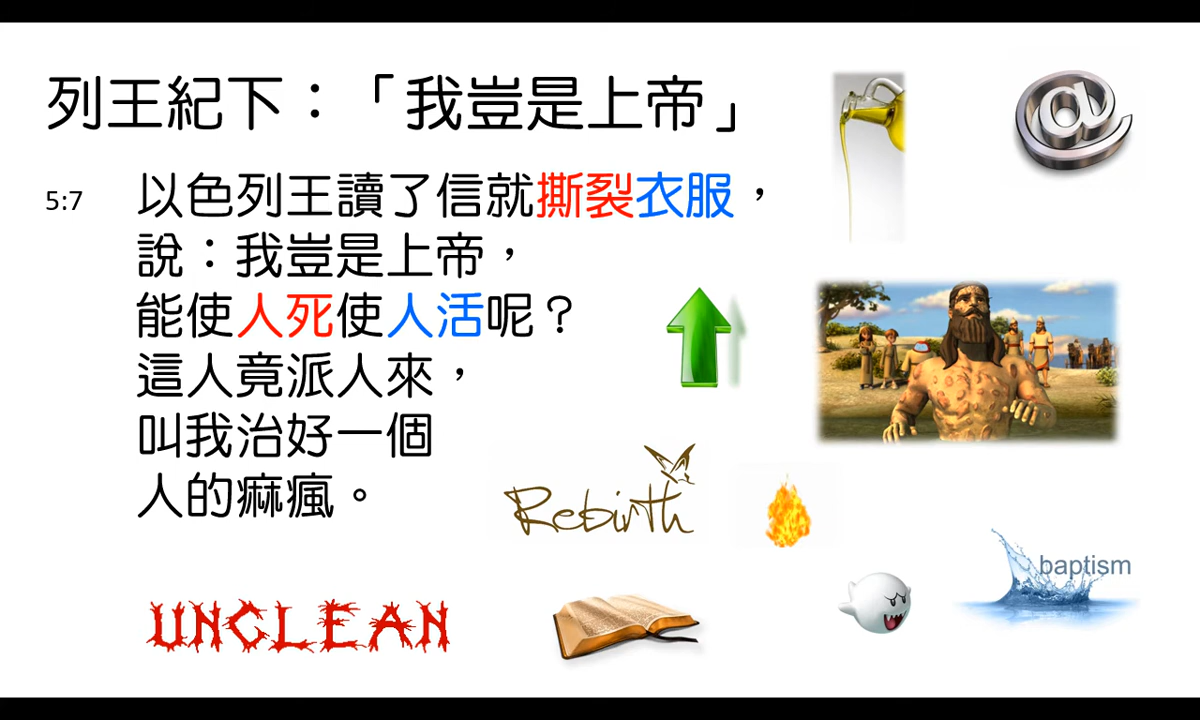 列王紀下：「我豈是上帝」
5:7
以色列王讀了信就撕裂衣服，
說：我豈是上帝，
能使人死使人活呢？
這人竟派人來，
叫我治好一個
人的痲瘋。
@
Rebirth
baptism
UNCLEAN